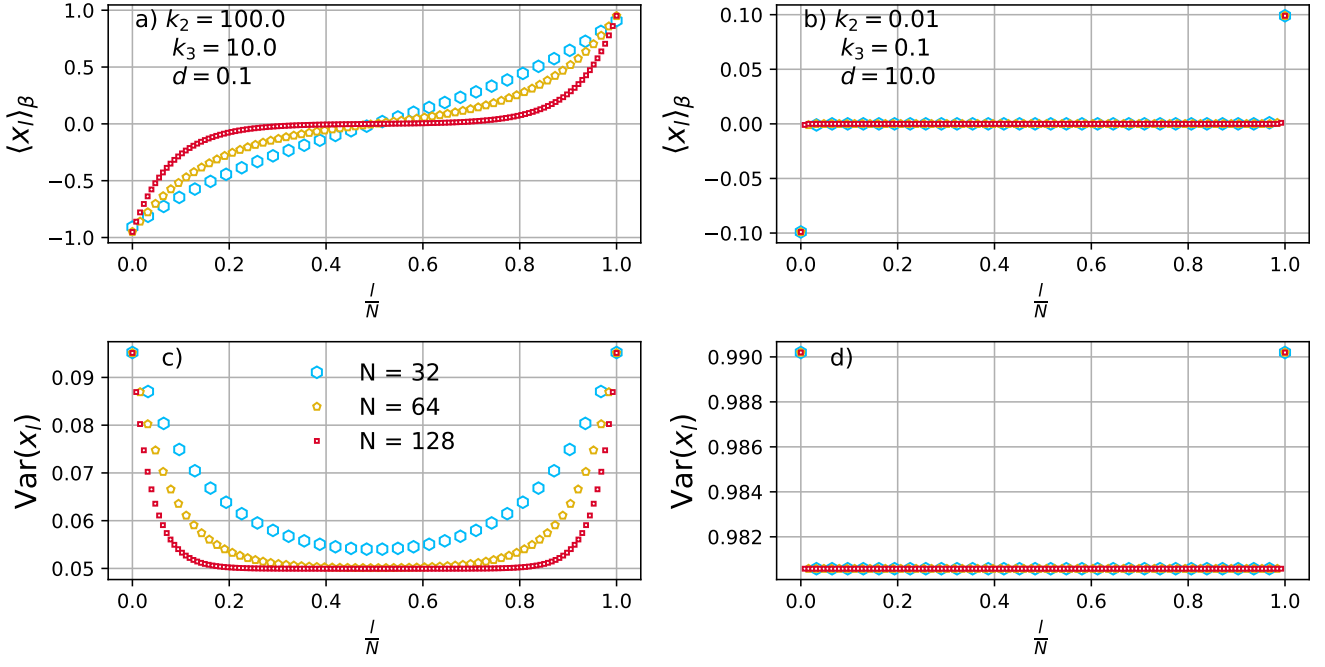 a) k₂ = 100.0
k₃ = 10.0
d = 0.1
1.0
0.5
0.0
−0.5
−1.0
⟨x_l⟩_β
0.0 0.2 0.4 0.6 0.8 1.0
l/N
b) k₂ = 0.01
k₃ = 0.1
d = 10.0
0.10
0.05
0.00
−0.05
−0.10
⟨x_l⟩_β
0.0 0.2 0.4 0.6 0.8 1.0
l/N
c)
N = 32
N = 64
N = 128
0.09
0.08
0.07
0.06
0.05
Var(x_l)
0.0 0.2 0.4 0.6 0.8 1.0
l/N
d)
0.990
0.988
0.986
0.984
0.982
Var(x_l)
0.0 0.2 0.4 0.6 0.8 1.0
l/N